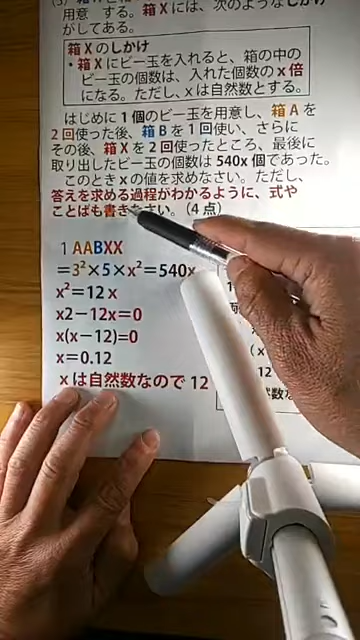 用意 する。箱Xには、次のようなしかけ
がしてある。
箱Xのしかけ
・箱Xにビー玉を入れると、箱の中の
ビー玉の個数は、入れた個数のx倍
になる。ただし、xは自然数とする。
はじめに1個のビー玉を用意し、箱Aを
2回使った後、箱Bを1回使い、さらに
その後、箱Xを2回使ったところ、最後に
取り出したビー玉の個数は540x個であった。
このときxの値を求めなさい。ただし、
答えを求める過程がわかるように、式や
ことばも書きなさい。(4点)
1 AABXX
=3²×5×x²=540x
x²=12 x
x2−12x=0
x(x−12)=0
x=0.12
xは自然数なので 12
(x
12